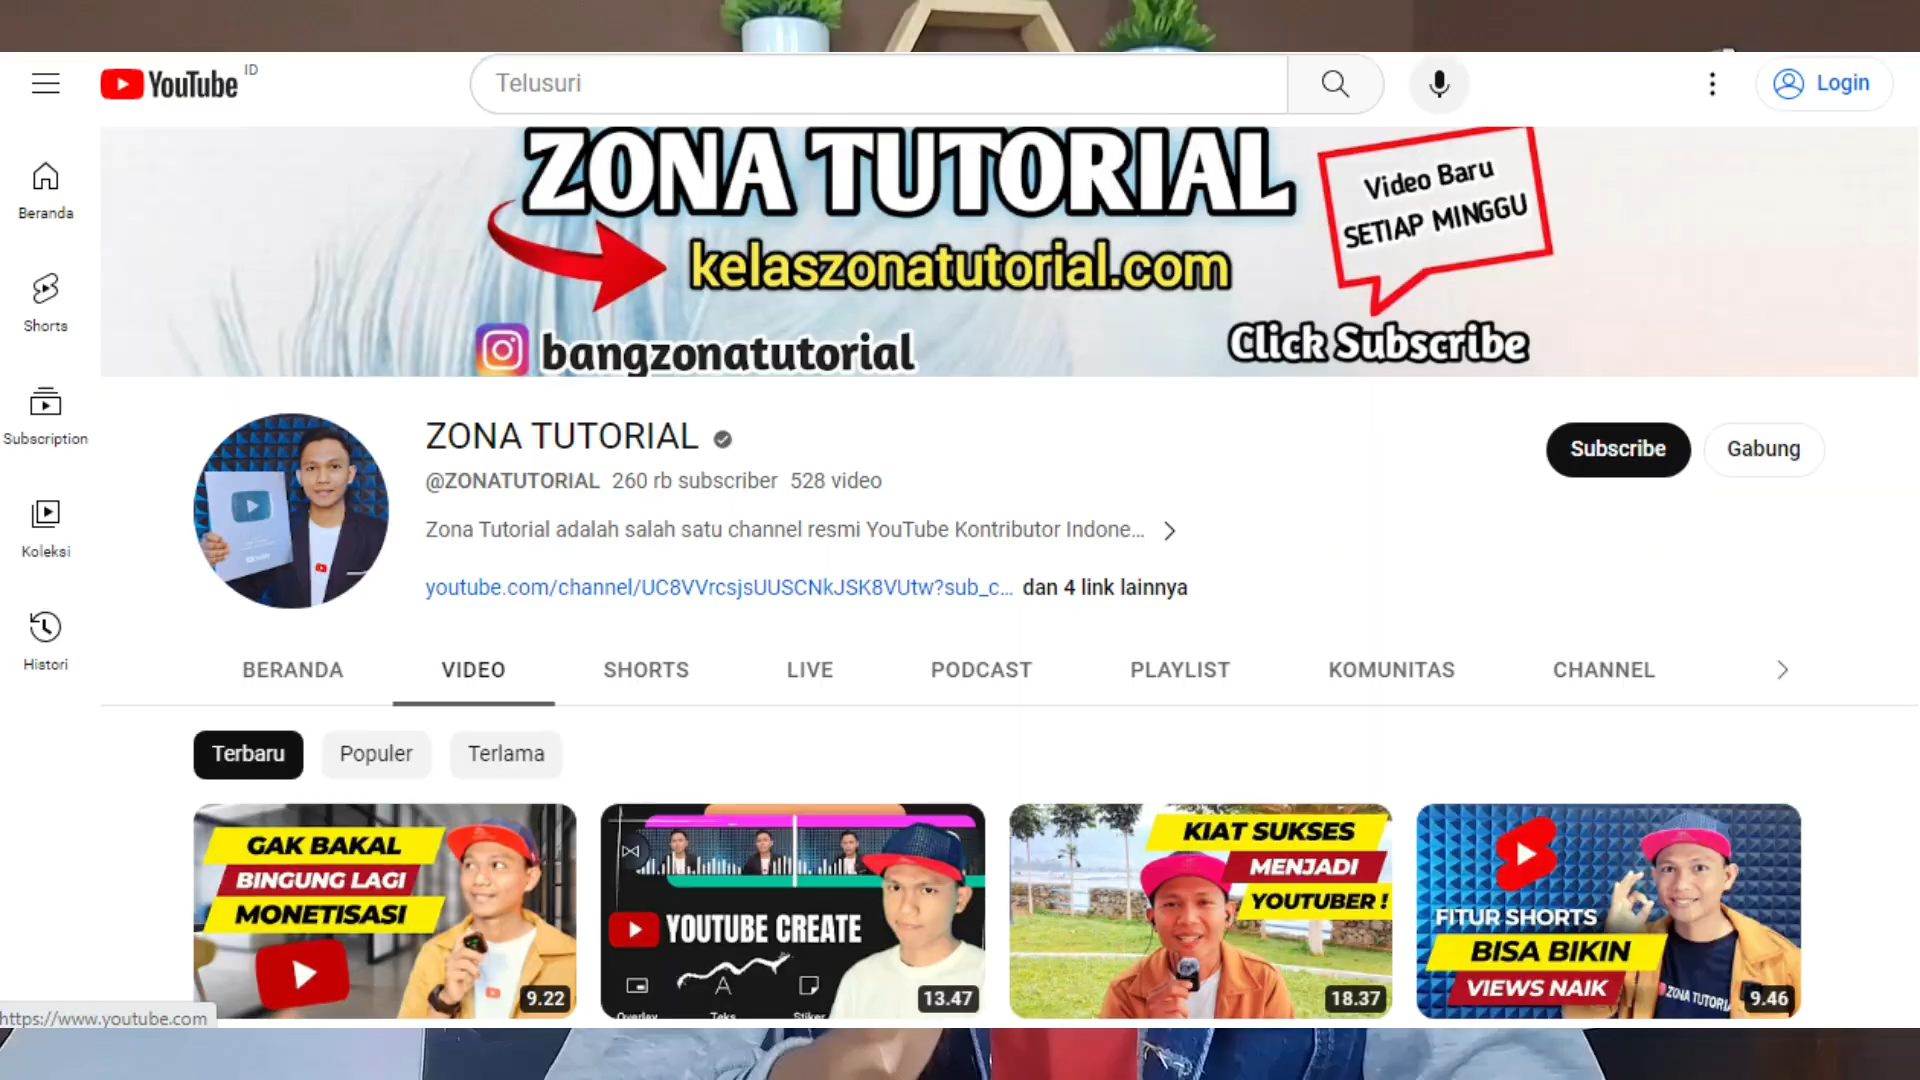 YouTube ID
Telusuri
Login
Beranda
Shorts
Subscription
Koleksi
Histori
ZONA TUTORIAL
kelaszonatutorial.com
bangzonatutorial
Video Baru
SETIAP MINGGU
Click Subscribe
ZONA TUTORIAL
@ZONATUTORIAL 260 rb subscriber 528 video
Zona Tutorial adalah salah satu channel resmi YouTube Kontributor Indone...
youtube.com/channel/UC8VVrcsjsUUSCNkJSK8VUtw?sub_c... dan 4 link lainnya
Subscribe
Gabung
BERANDA VIDEO SHORTS LIVE PODCAST PLAYLIST KOMUNITAS CHANNEL
Terbaru Populer Terlama
GAK BAKAL
BINGUNG LAGI
MONETISASI
9.22
YOUTUBE CREATE
A
Overlay Teks Stiker
13.47
KIAT SUKSES
MENJADI
YOUTUBER !
18.37
FITUR SHORTS
BISA BIKIN
VIEWS NAIK
9.46
https://www.youtube.com